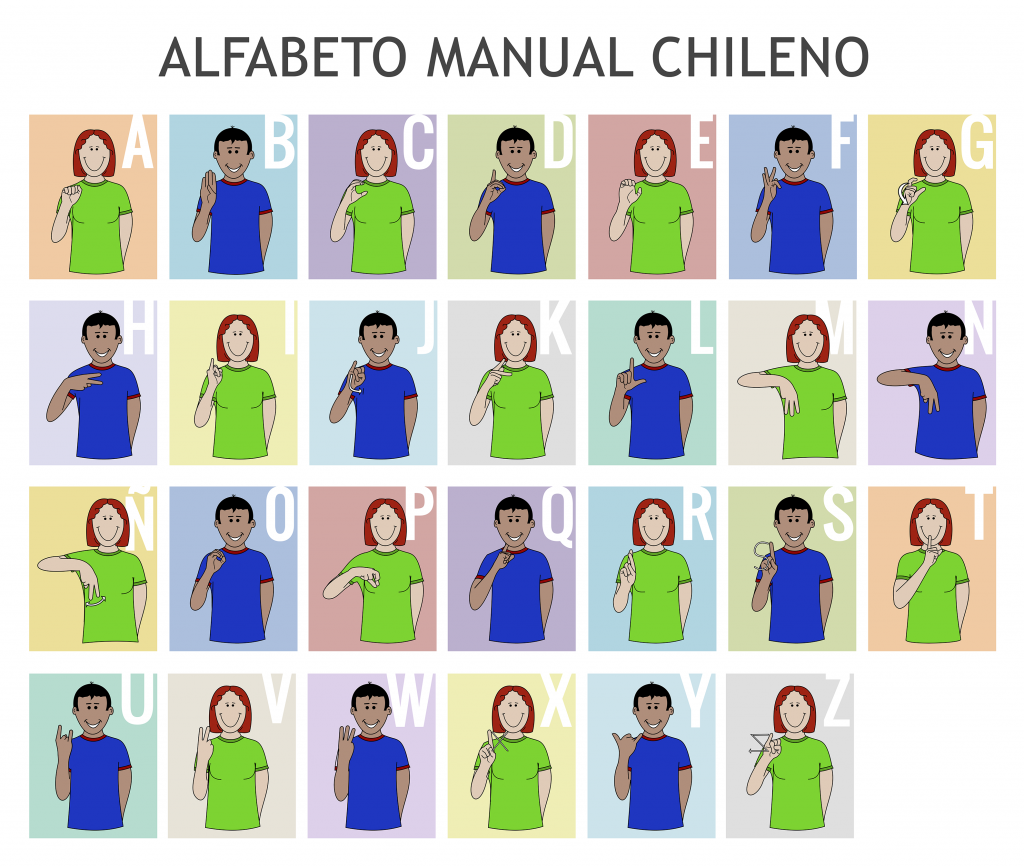 ALFABETO MANUAL CHILENO
A B C D E F G
H I J K L M N
Ñ O P Q R S T
U V W X Y Z